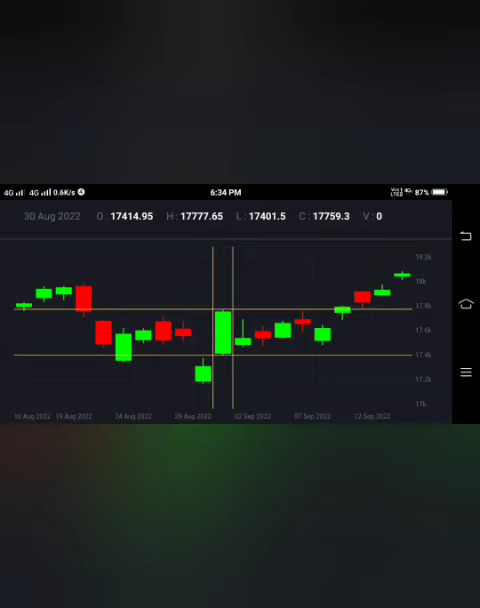 4G 4G 0.6K/s 6:34 PM 4G 87%
30 Aug 2022 O : 17414.95 H : 17777.65 L : 17401.5 C : 17759.3 V : 0
18.2k
18k
17.8k
17.6k
17.4k
17.2k
17k
16 Aug 2022 19 Aug 2022 24 Aug 2022 29 Aug 2022 02 Sep 2022 07 Sep 2022 12 Sep 2022